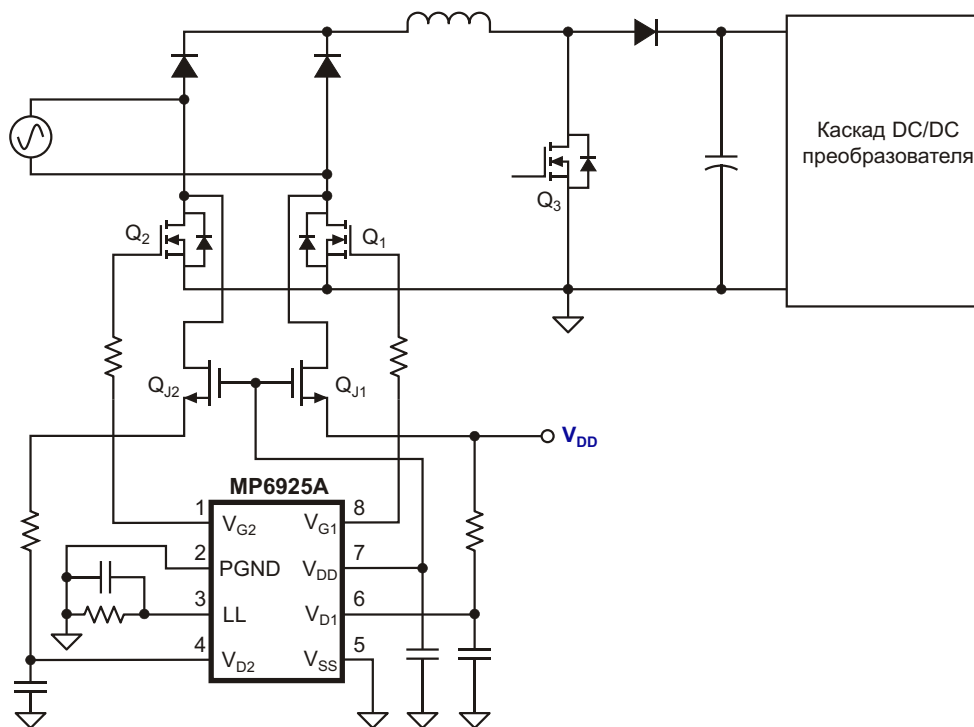 Каскад DC/DC
преобразователя
Q3
Q2
Q1
QJ2
QJ1
VDD
MP6925A
1 VG2 VG1 8
2 PGND VDD 7
3 LL VD1 6
4 VD2 VSS 5